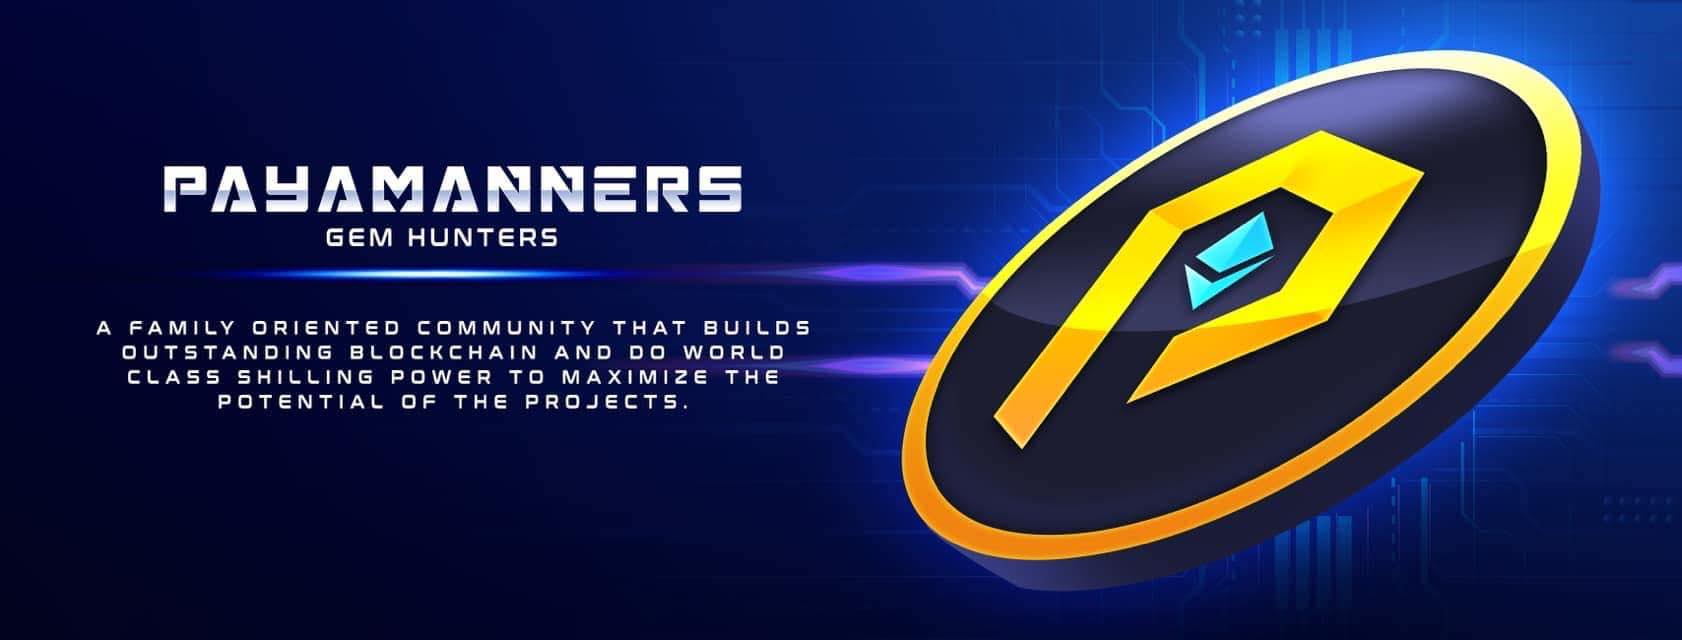 PAYAMANNERS
GEM HUNTERS
A FAMILY ORIENTED COMMUNITY THAT BUILDS
OUTSTANDING BLOCKCHAIN AND DO WORLD
CLASS SHILLING POWER TO MAXIMIZE THE
POTENTIAL OF THE PROJECTS.